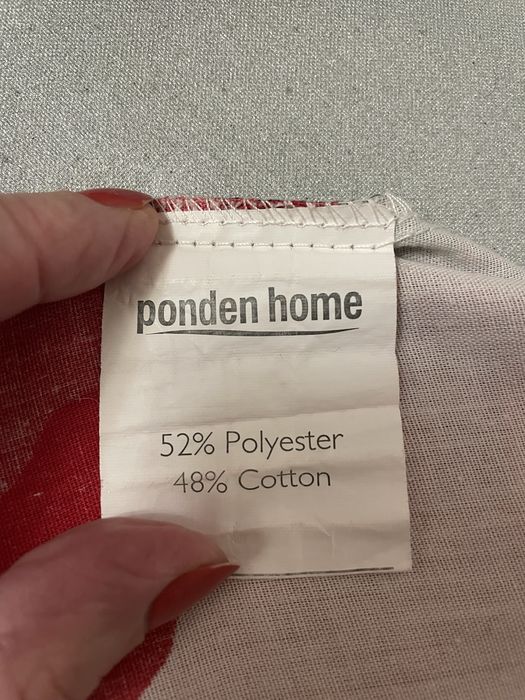 ponden home
52% Polyester
48% Cotton